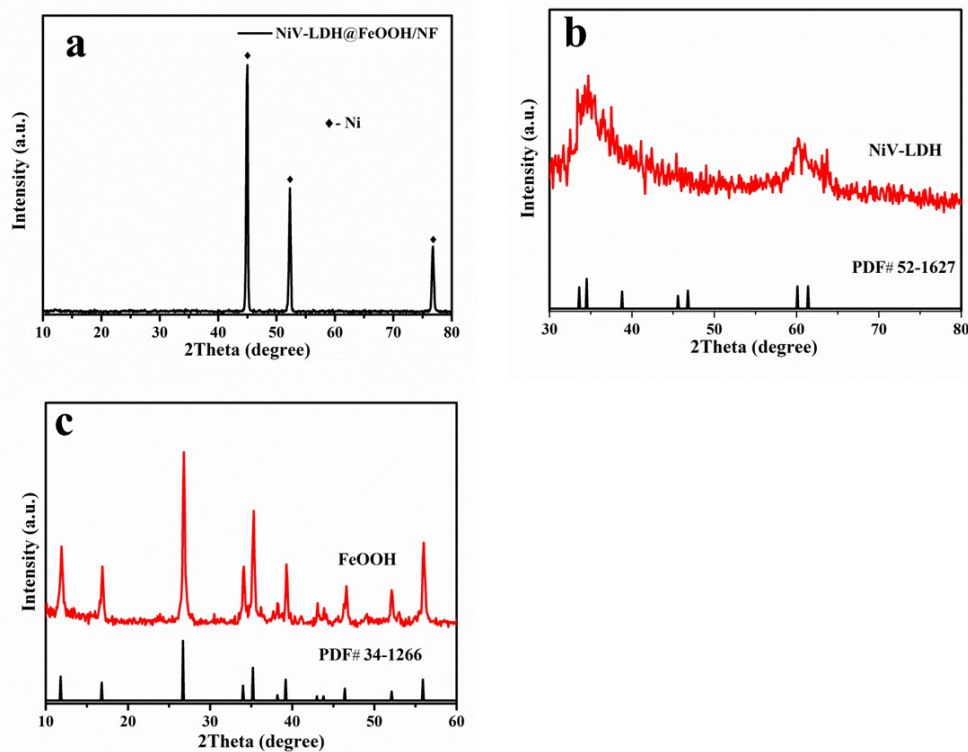 a
NiV-LDH@FeOOH/NF
♦- Ni
Intensity (a.u.)
10 20 30 40 50 60 70 80
2Theta (degree)
b
NiV-LDH
PDF# 52-1627
Intensity (a.u.)
30 40 50 60 70 80
2Theta (degree)
c
FeOOH
PDF# 34-1266
Intensity (a.u.)
10 20 30 40 50 60
2Theta (degree)